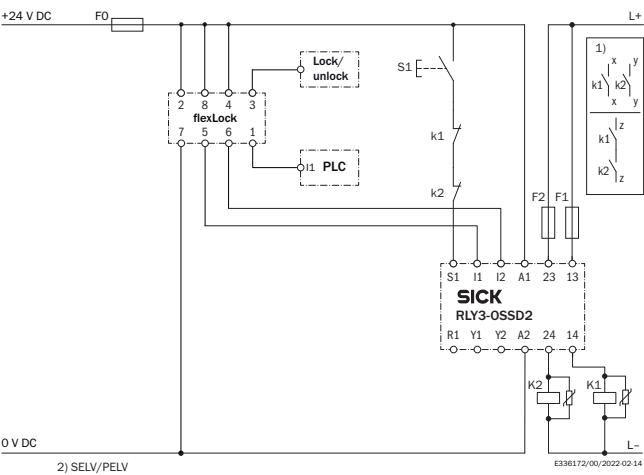 +24 V DC
F0
L+
1)
x
y
k1
k2
x
y
z
k1
k2
z
Lock/
unlock
S1
2
8
4
3
flexLock
7
5
6
1
I1 PLC
k1
k2
F2
F1
S1
I1
I2
A1
23
13
SICK
RLY3-OSSD2
R1
Y1
Y2
A2
24
14
K2
K1
0 V DC
L–
2) SELV/PELV
E336172/00/2022-02-14